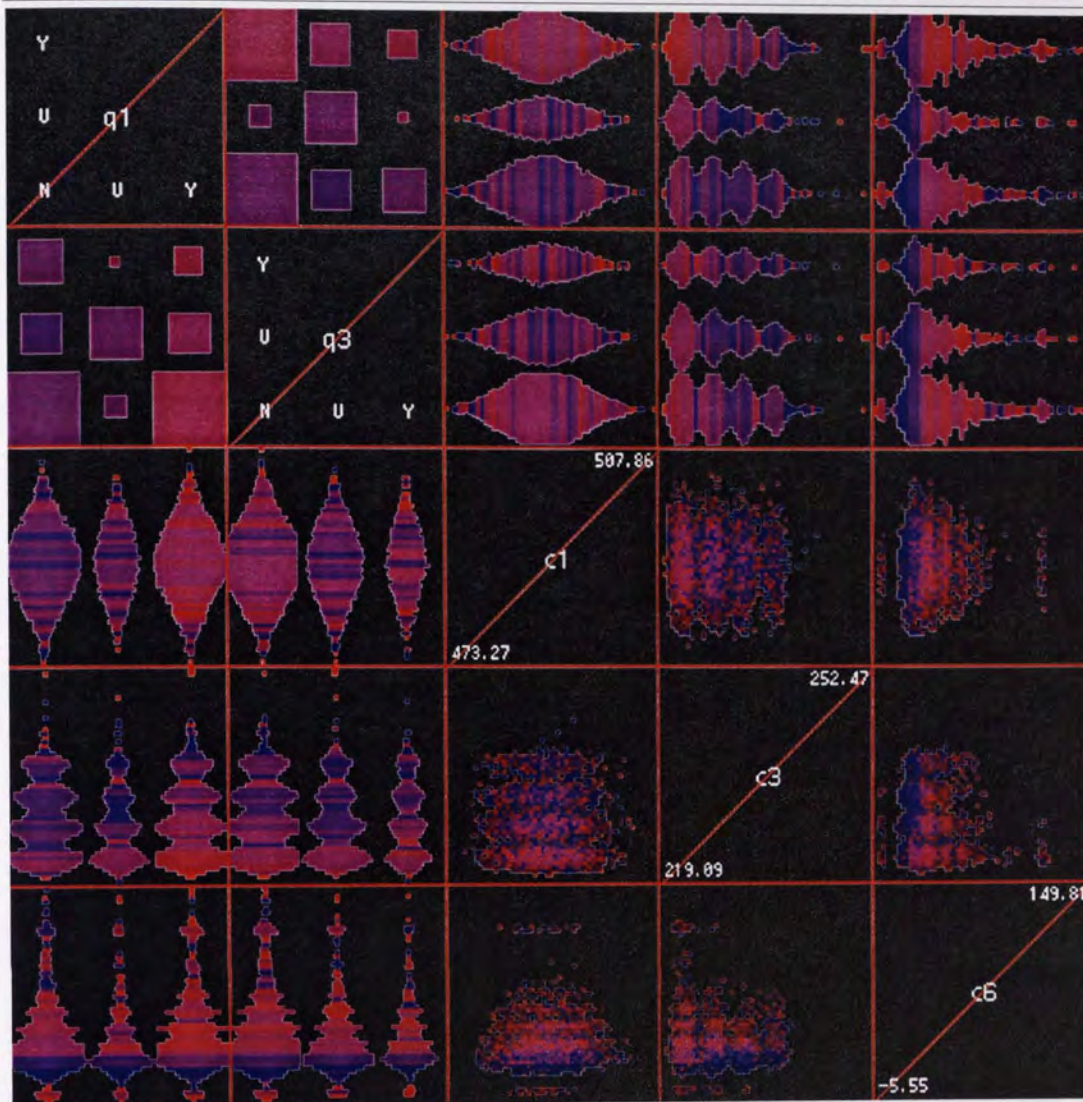 Y
U q1
N U Y
Y
U q3
N U Y
507.86
c1
473.27
252.47
c3
219.09
149.81
c6
-5.55